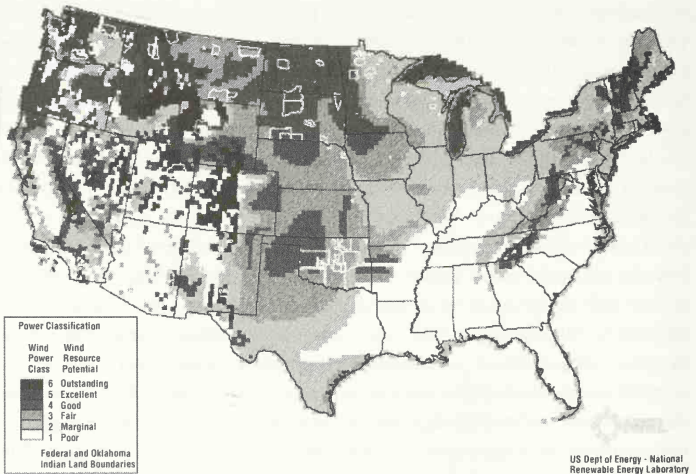 Power Classification
Wind Wind
Power Resource
Class Potential
6 Outstanding
5 Excellent
4 Good
3 Fair
2 Marginal
1 Poor
Federal and Oklahoma
Indian Land Boundaries
US Dept of Energy - National
Renewable Energy Laboratory